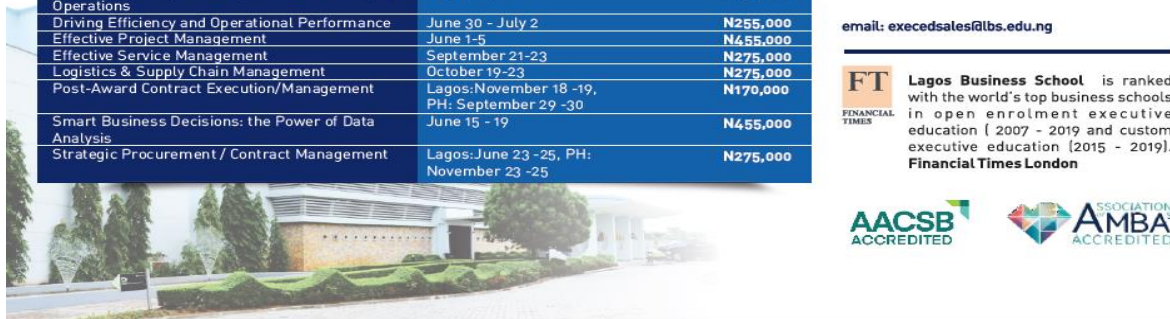 Operations
Driving Efficiency and Operational Performance June 30 - July 2 N255,000
Effective Project Management June 1-5 N455,000
Effective Service Management September 21-23 N275,000
Logistics & Supply Chain Management October 19-23 N275,000
Post-Award Contract Execution/Management Lagos:November 18 -19, N170,000
PH: September 29 -30
Smart Business Decisions: the Power of Data June 15 - 19 N455,000
Analysis
Strategic Procurement / Contract Management Lagos:June 23 -25, PH: N275,000
November 23 -25
email: execedsales@lbs.edu.ng
FT
FINANCIAL
TIMES
Lagos Business School is ranked
with the world's top business schools
in open enrolment executive
education ( 2007 - 2019 and custom
executive education (2015 - 2019).
Financial Times London
AACSB
ACCREDITED
ASSOCIATION
AMBA
ACCREDITED